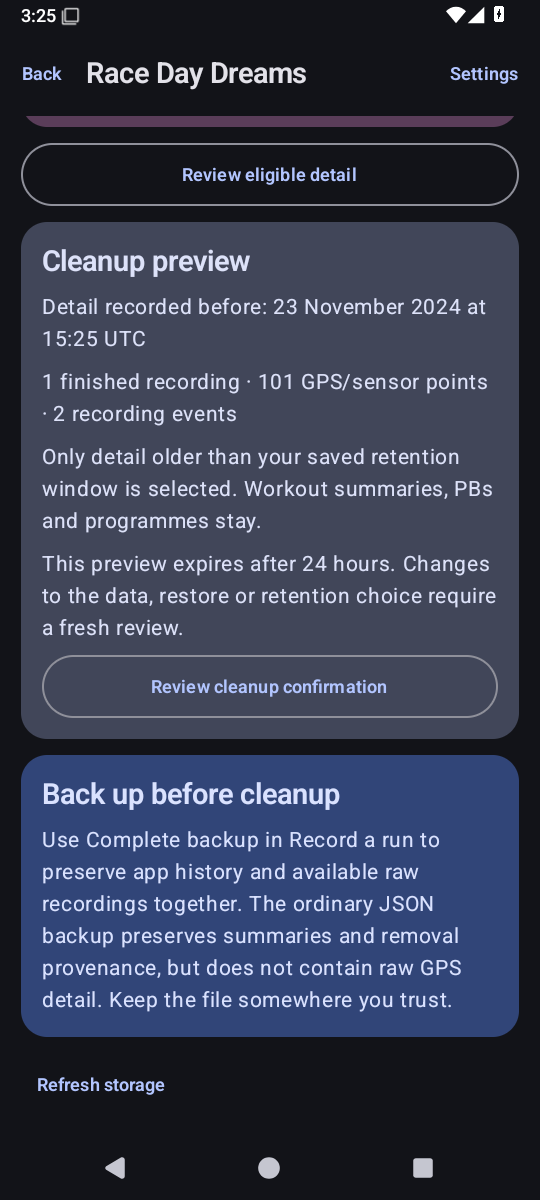 3:25
Back
Race Day Dreams
Settings
Review eligible detail
Cleanup preview
Detail recorded before: 23 November 2024 at
15:25 UTC
1 finished recording · 101 GPS/sensor points
· 2 recording events
Only detail older than your saved retention
window is selected. Workout summaries, PBs
and programmes stay.
This preview expires after 24 hours. Changes
to the data, restore or retention choice require
a fresh review.
Review cleanup confirmation
Back up before cleanup
Use Complete backup in Record a run to
preserve app history and available raw
recordings together. The ordinary JSON
backup preserves summaries and removal
provenance, but does not contain raw GPS
detail. Keep the file somewhere you trust.
Refresh storage